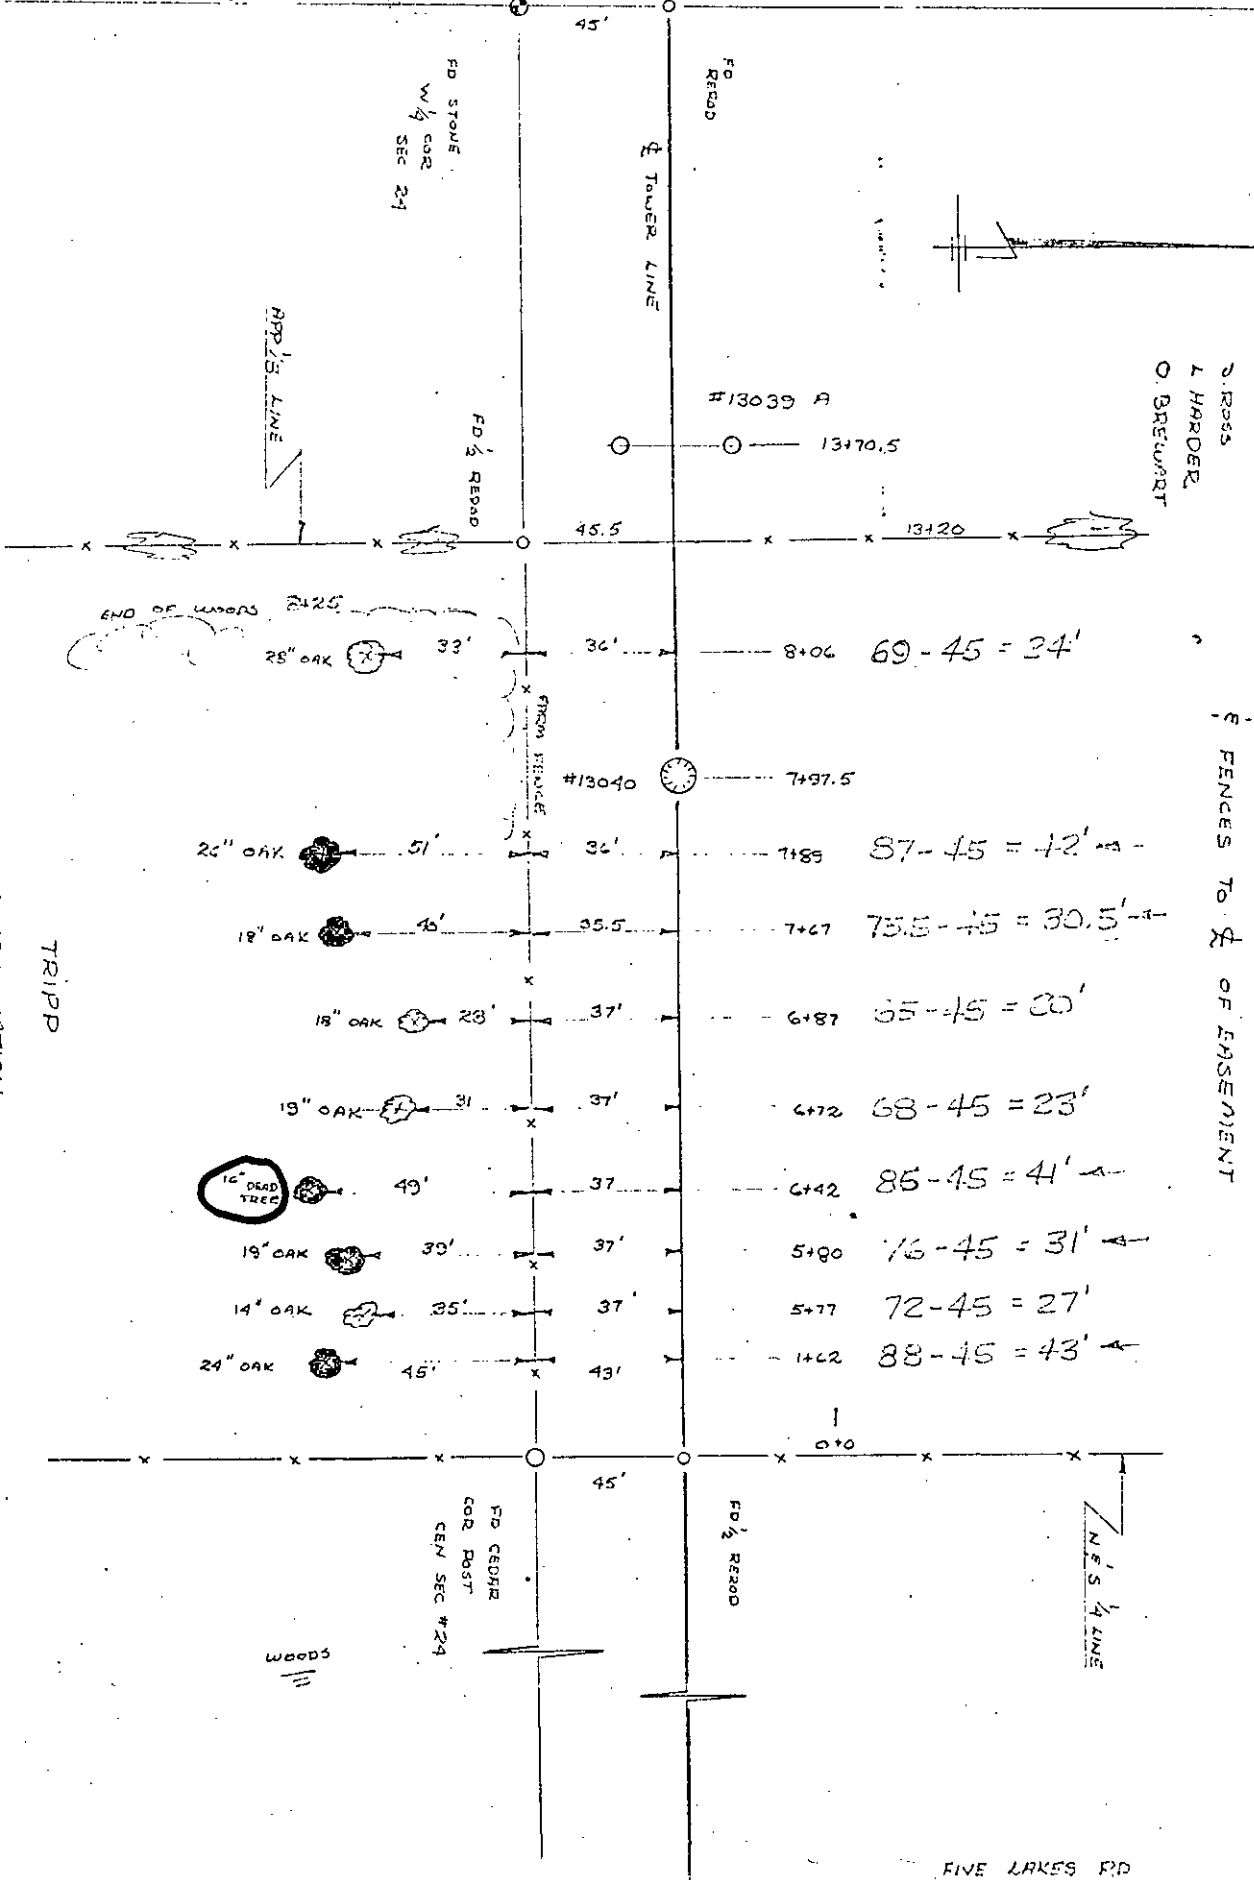 45'
FD
REROD
FD STONE
W 1/4 COR
SEC 24
℄ TOWER LINE
L HARDER
O. BREWART
#13039 A
13+70.5
APP 1/8 LINE
FD 1/2 REROD
45.5
13+20
END OF WOODS 8+25
28" OAK 33' 36' 8+06 69-45 = 24'
FARM FENCE
#13040 7+97.5
FENCES TO ℄ OF EASEMENT
26" OAK 51' 36' 7+89 87-45 = 42'
18" OAK 40' 35.5 7+67 75.5-45 = 30.5'
18" OAK 28' 37' 6+87 65-45 = 20'
TRIPP
19" OAK 31 37' 6+72 68-45 = 23'
16" DEAD
TREE
49' 37 6+42 86-45 = 41'
19" OAK 39' 37' 5+80 76-45 = 31'
14" OAK 35' 37' 5+77 72-45 = 27'
24" OAK 45' 43' 1+62 88-45 = 43'
0+0
45'
FD CEDAR
COR POST
CEN SEC #24
FD 1/2 REROD
N & S 1/4 LINE
WOODS
FIVE LAKES RD